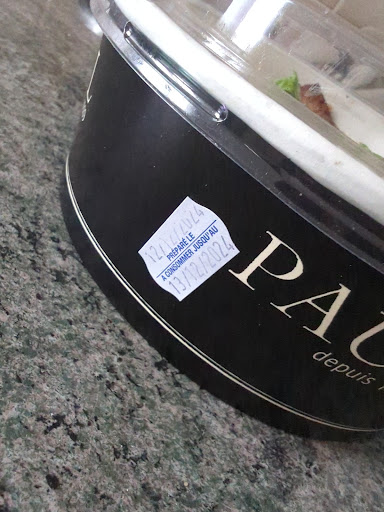 12/12/2024
PRÉPARÉ LE
A CONSOMMER JUSQU'AU
13/12/2024
PAU
depuis